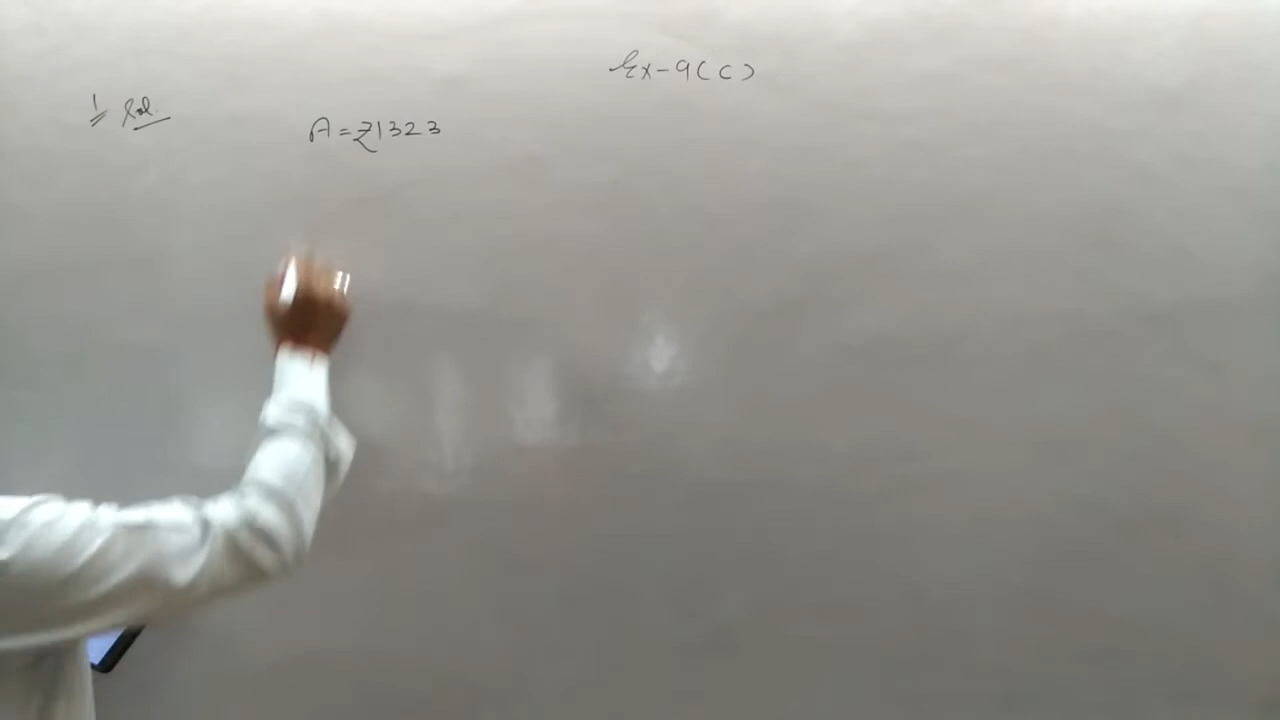 Ex-9(C)
1 Sol.
A = ₹1323